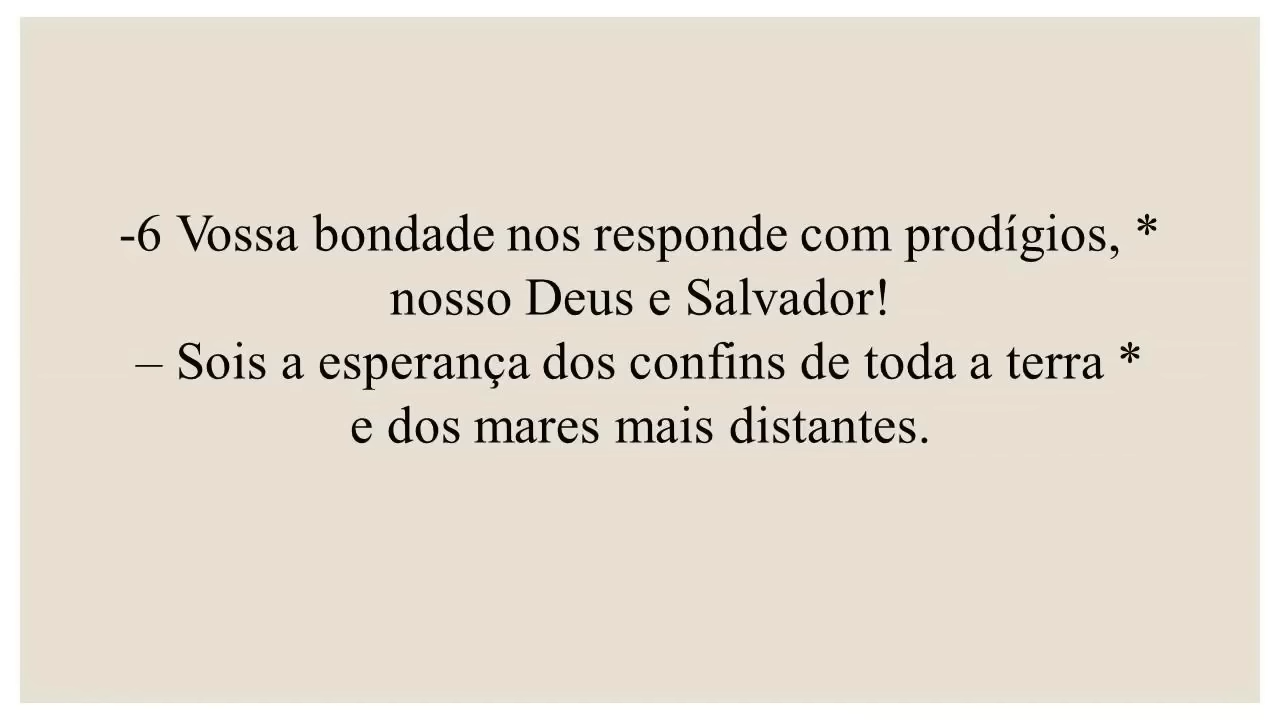 -6 Vossa bondade nos responde com prodígios, *
nosso Deus e Salvador!
– Sois a esperança dos confins de toda a terra *
e dos mares mais distantes.